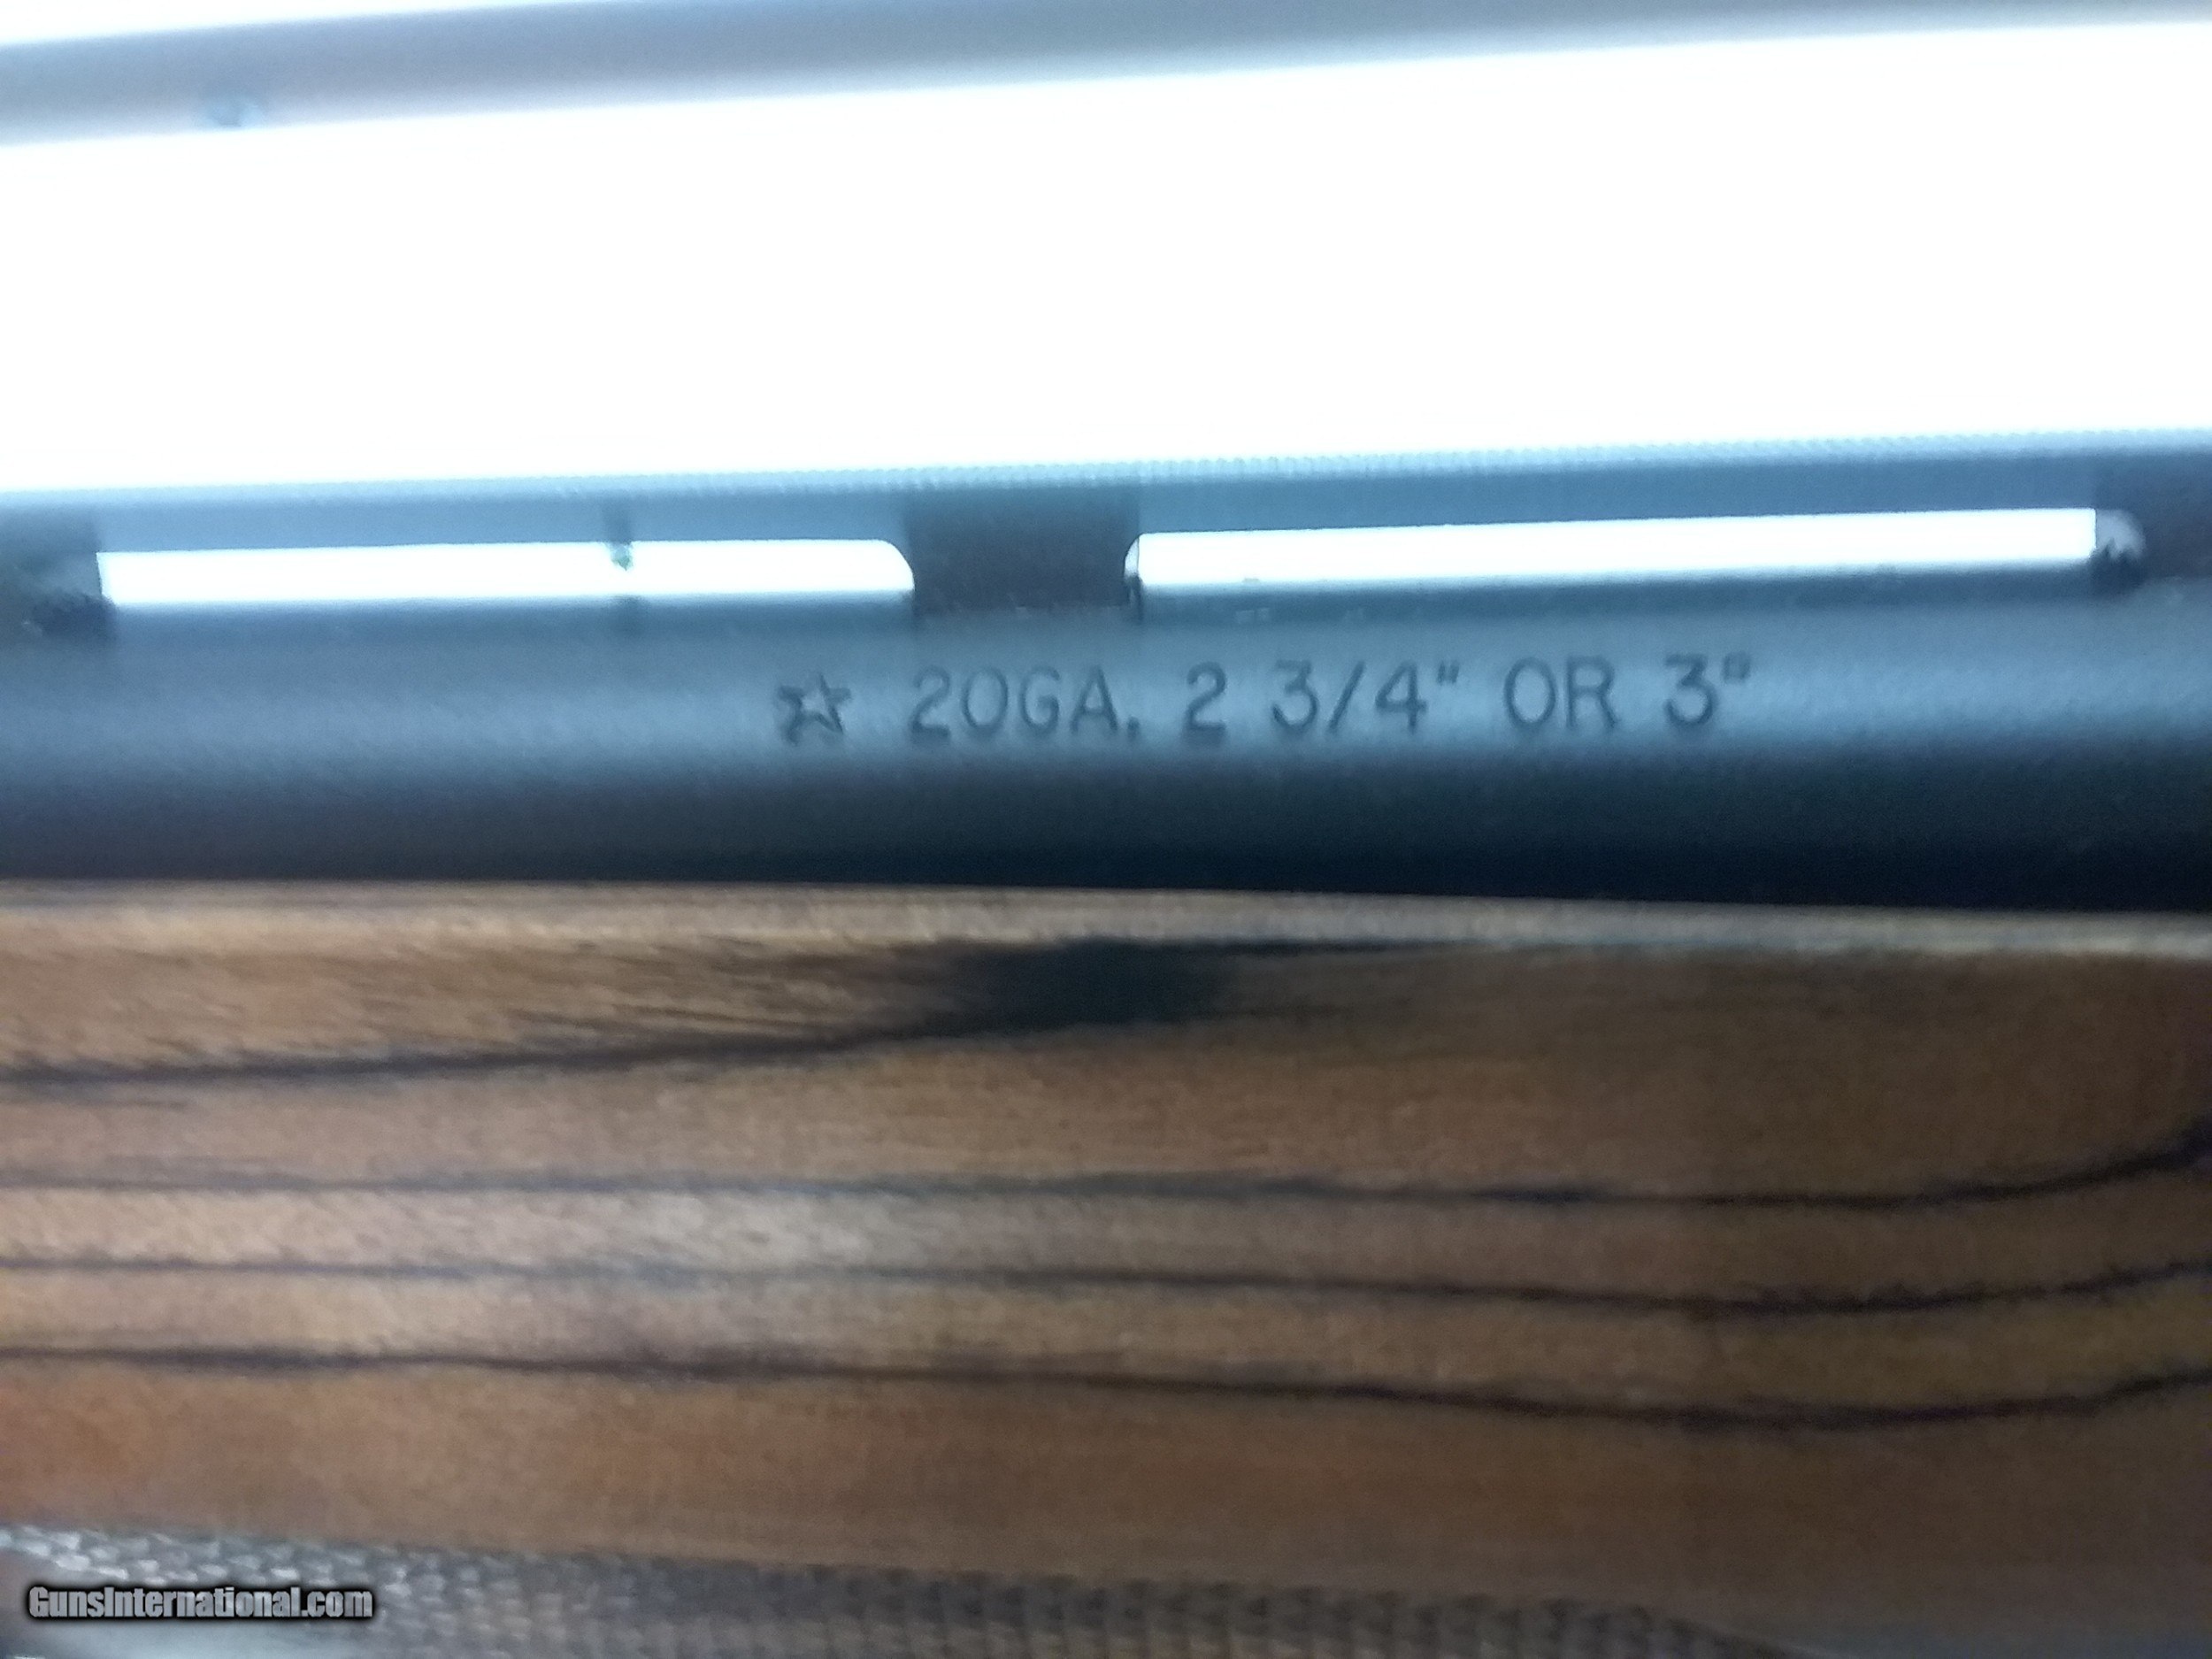 ☆ 20GA. 2 3/4" OR 3"
GunsInternational.com